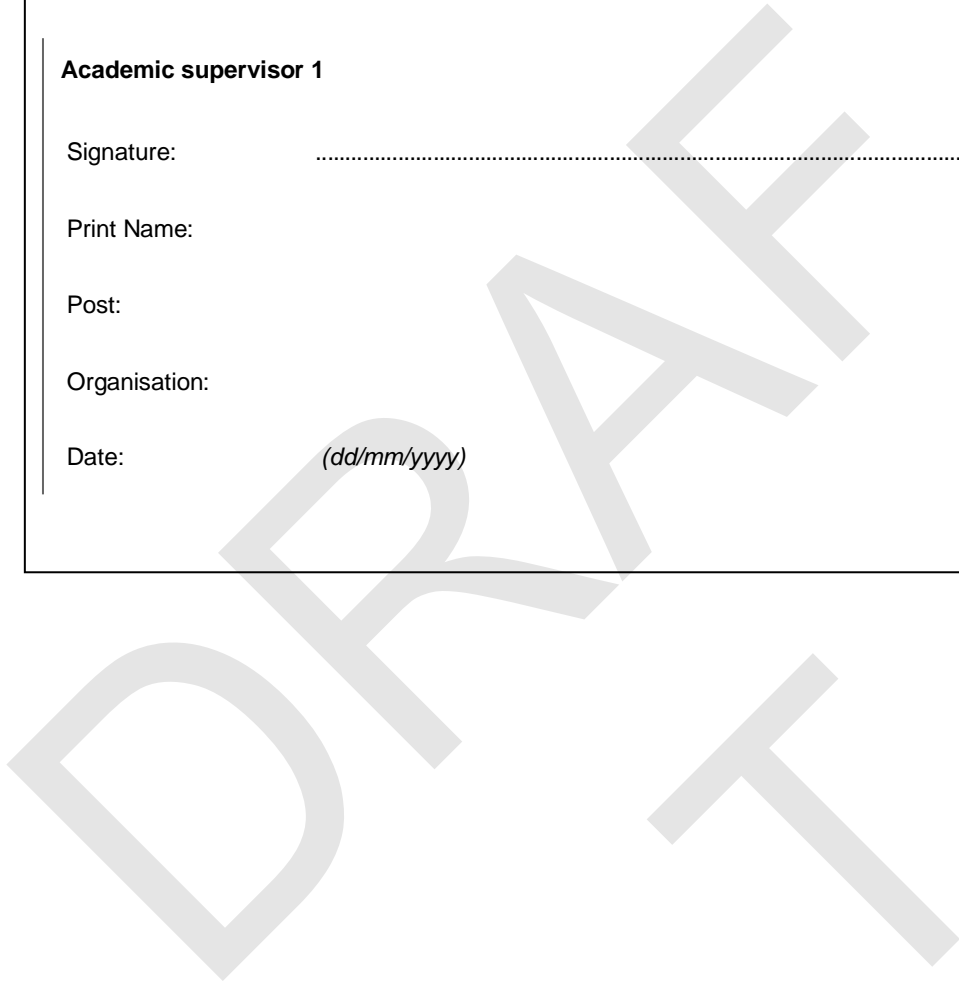 Academic supervisor 1
Signature: ........................................................................................................
Print Name:
Post:
Organisation:
Date: (dd/mm/yyyy)
DRAFT